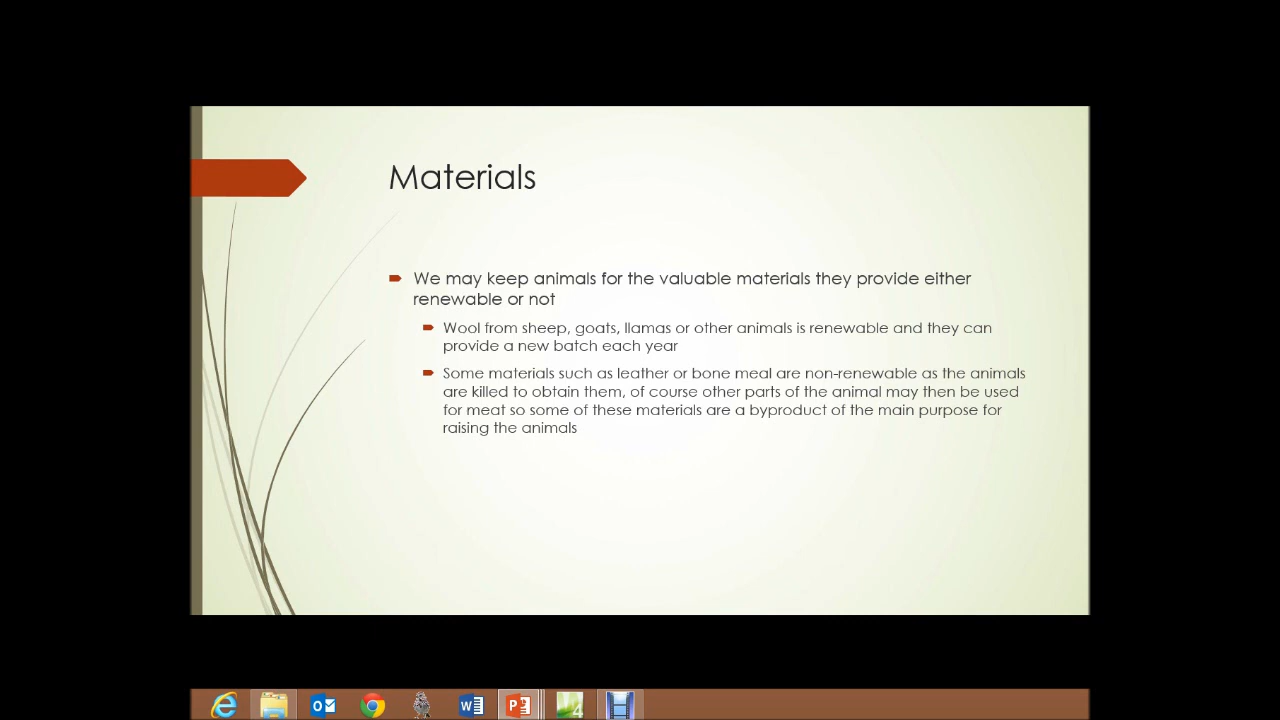 Materials
We may keep animals for the valuable materials they provide either
renewable or not
Wool from sheep, goats, llamas or other animals is renewable and they can
provide a new batch each year
Some materials such as leather or bone meal are non-renewable as the animals
are killed to obtain them, of course other parts of the animal may then be used
for meat so some of these materials are a byproduct of the main purpose for
raising the animals